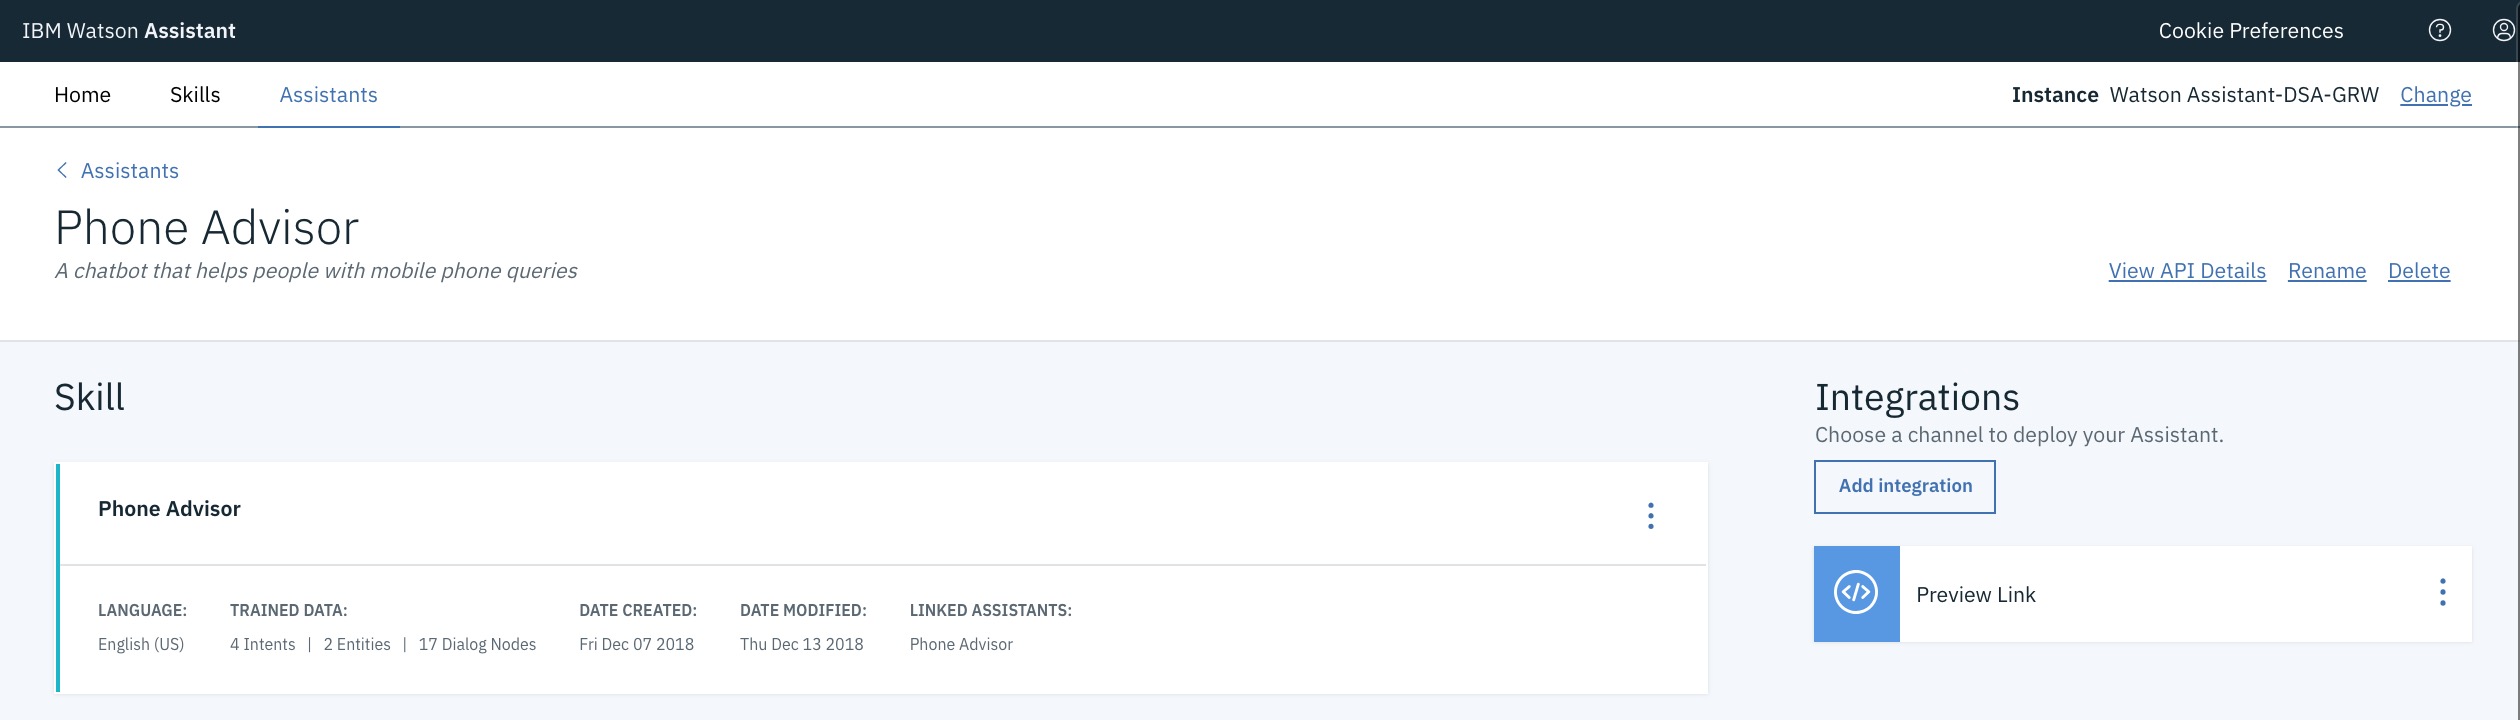 IBM Watson Assistant
Cookie Preferences
Home
Skills
Assistants
Instance Watson Assistant-DSA-GRW Change
Assistants
Phone Advisor
A chatbot that helps people with mobile phone queries
View API Details
Rename
Delete
Skill
Phone Advisor
LANGUAGE:
English (US)
TRAINED DATA:
4 Intents | 2 Entities | 17 Dialog Nodes
DATE CREATED:
Fri Dec 07 2018
DATE MODIFIED:
Thu Dec 13 2018
LINKED ASSISTANTS:
Phone Advisor
Integrations
Choose a channel to deploy your Assistant.
Add integration
Preview Link